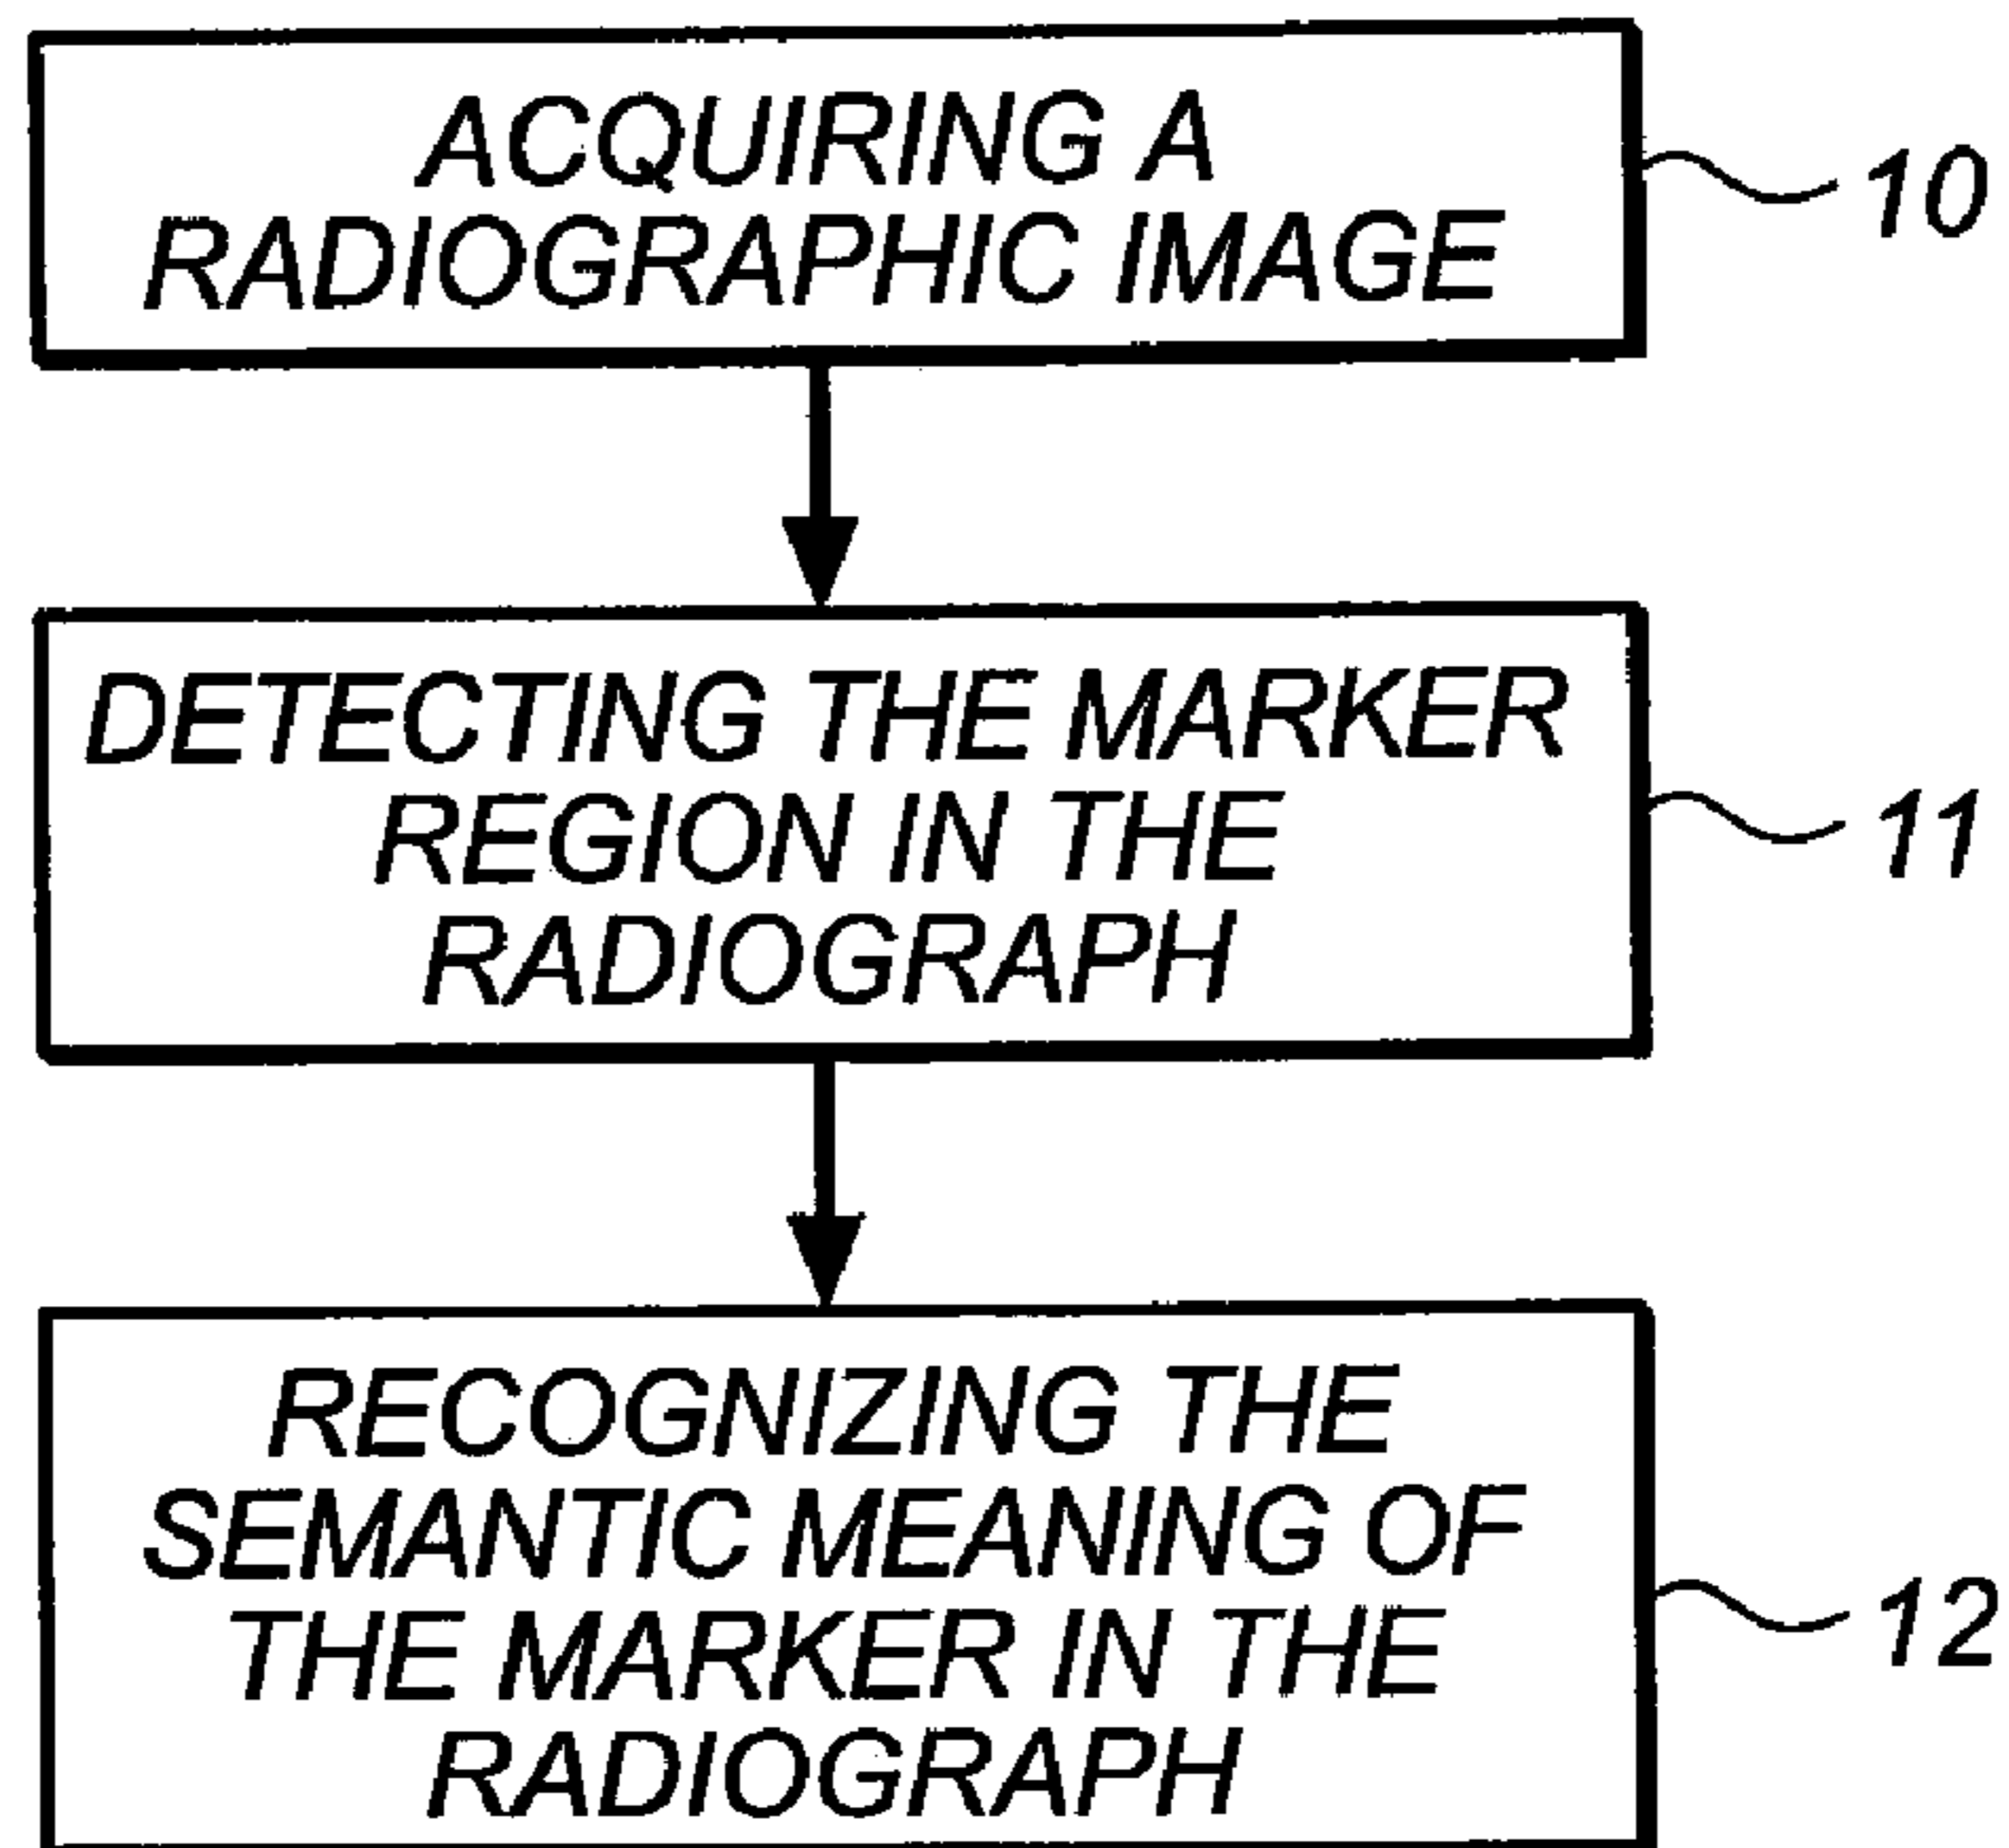 ACQUIRING A
RADIOGRAPHIC IMAGE
10
DETECTING THE MARKER
REGION IN THE
RADIOGRAPH
11
RECOGNIZING THE
SEMANTIC MEANING OF
THE MARKER IN THE
RADIOGRAPH
12